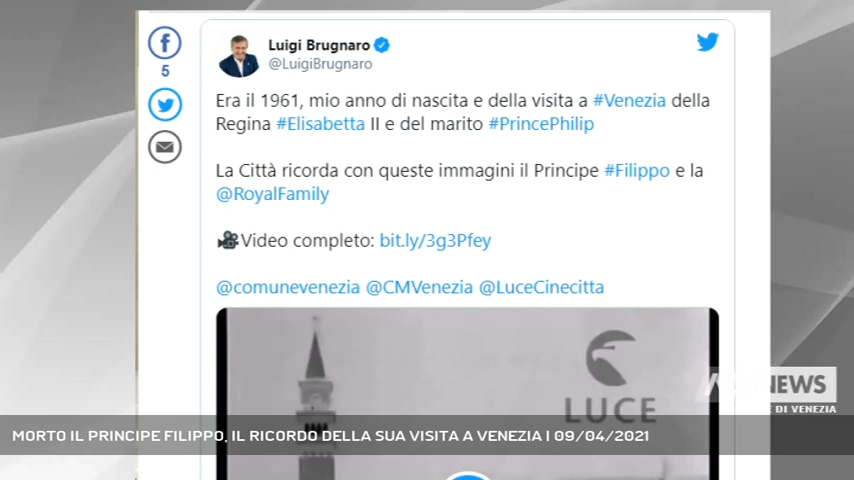 Luigi Brugnaro
@LuigiBrugnaro
5
Era il 1961, mio anno di nascita e della visita a #Venezia della
Regina #Elisabetta II e del marito #PrincePhilip
La Città ricorda con queste immagini il Principe #Filippo e la
@RoyalFamily
Video completo: bit.ly/3g3Pfey
@comunevenezia @CMVenezia @LuceCinecitta
LUCE
NEWS
DI VENEZIA
MORTO IL PRINCIPE FILIPPO, IL RICORDO DELLA SUA VISITA A VENEZIA | 09/04/2021